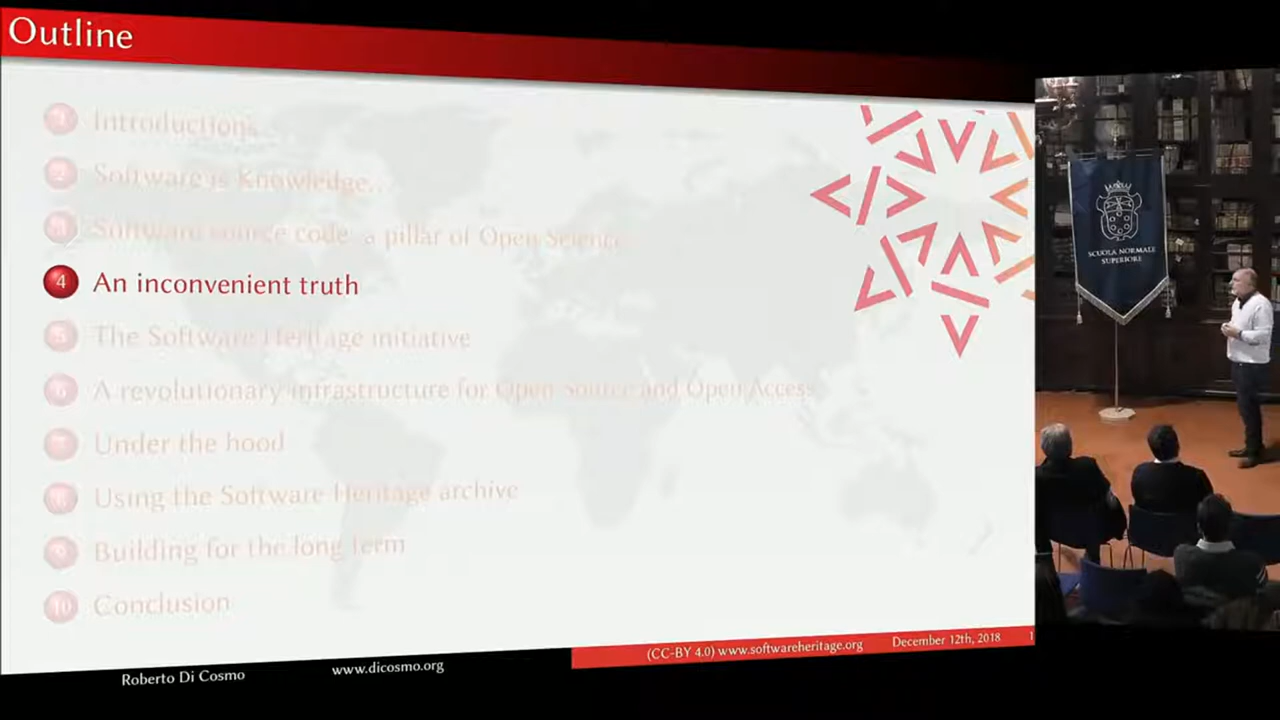 Outline
1 Introductions
2 Software is Knowledge...
3 Software source code, a pillar of Open Science
4 An inconvenient truth
5 The Software Heritage initiative
6 A revolutionary infrastructure for Open Source and Open Access
7 Under the hood
8 Using the Software Heritage archive
9 Building for the long term
10 Conclusion
SCUOLA NORMALE
SUPERIORE
(CC-BY 4.0) www.softwareheritage.org December 12th, 2018 1
Roberto Di Cosmo www.dicosmo.org